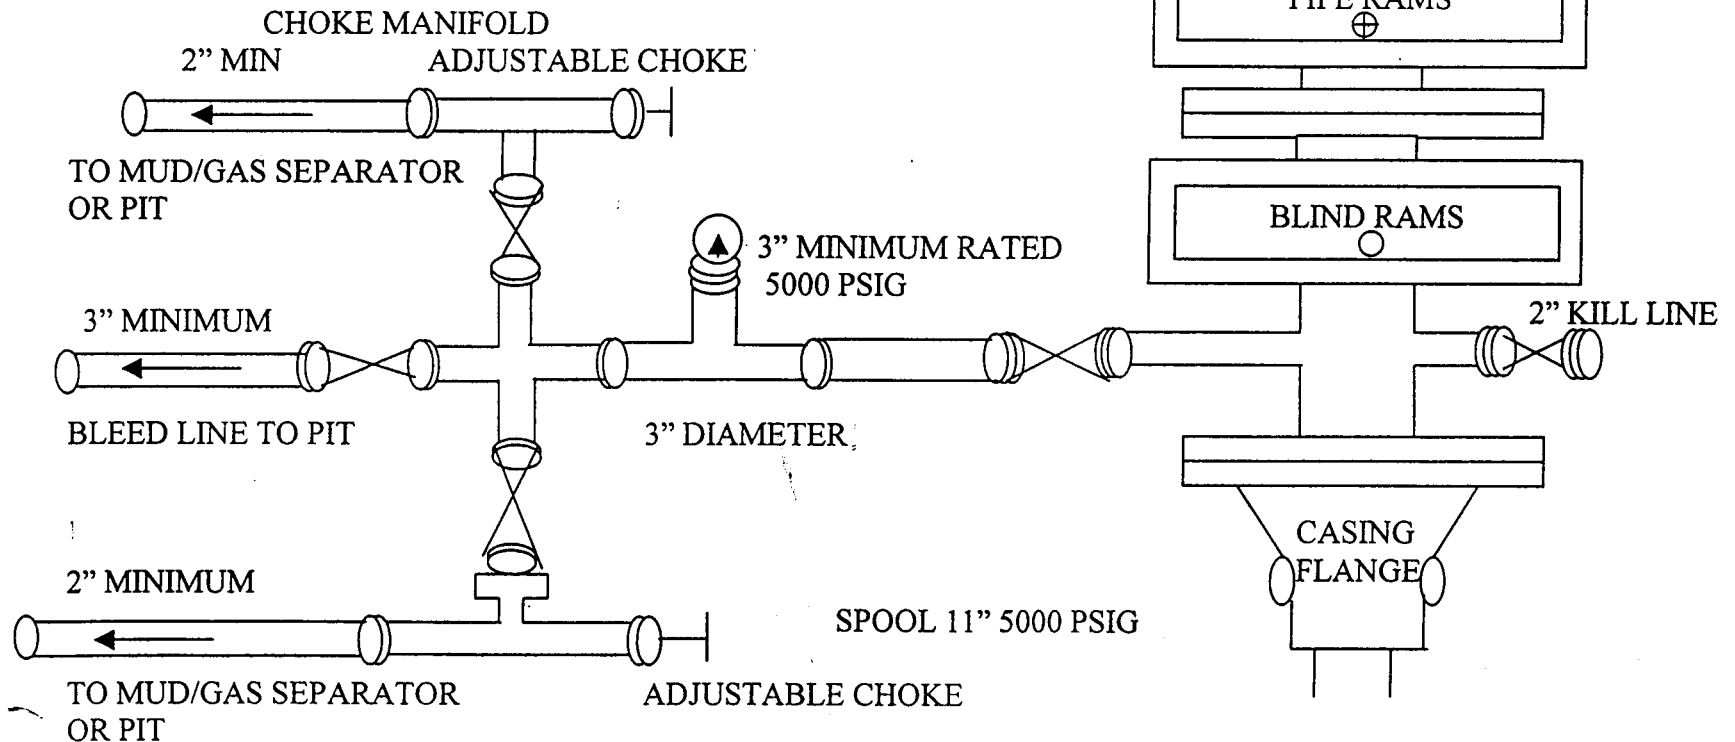 CHOKE MANIFOLD
2” MIN
ADJUSTABLE CHOKE
TO MUD/GAS SEPARATOR
OR PIT
3” MINIMUM RATED
5000 PSIG
3” MINIMUM
BLEED LINE TO PIT
3” DIAMETER
2” MINIMUM
TO MUD/GAS SEPARATOR
OR PIT
SPOOL 11” 5000 PSIG
ADJUSTABLE CHOKE
PIPE RAMS
BLIND RAMS
2” KILL LINE
CASING
FLANGE